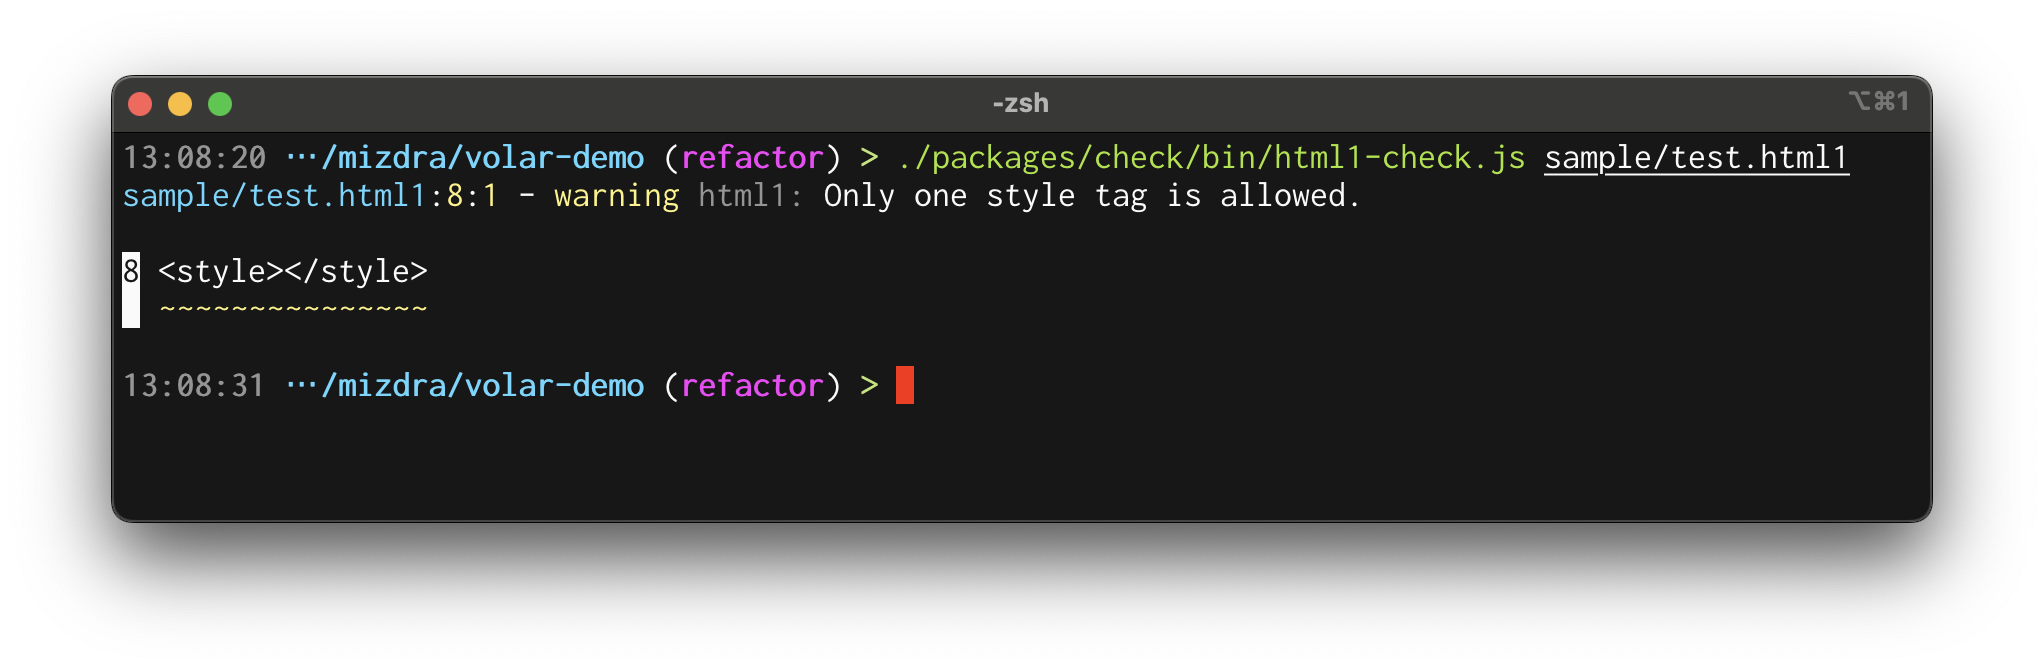 -zsh
⌥⌘1
13:08:20 …/mizdra/volar-demo (refactor) > ./packages/check/bin/html1-check.js sample/test.html1
sample/test.html1:8:1 - warning html1: Only one style tag is allowed.
8 <style></style>
~~~~~~~~~~~~~~~
13:08:31 …/mizdra/volar-demo (refactor) >